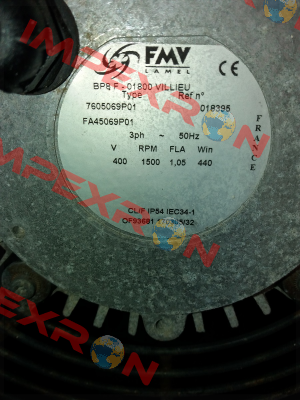 FMV
LAMEL
CE
BP8 F - 01800 VILLIEU
Type Ref n°
7605069P01 018395
FA45069P01
3ph ~ 50Hz
V RPM FLA Win
400 1500 1,05 440
CL/F IP54 IEC34-1
FRANCE
IMPEXRON
IMPEXRON
IMPEXRON